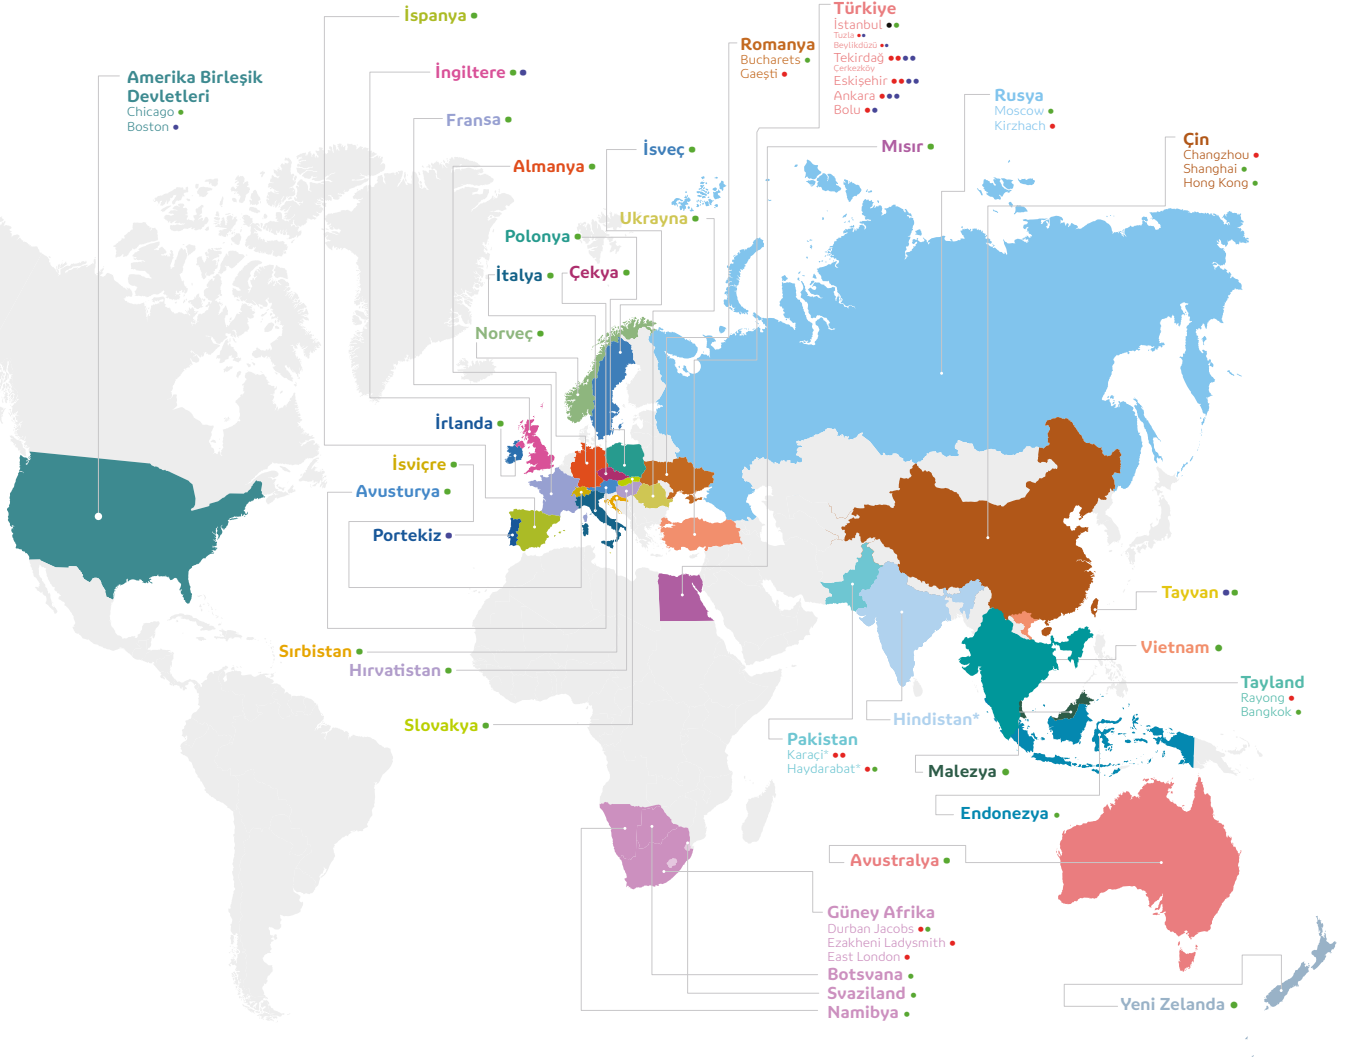 İspanya
İngiltere
Amerika Birleşik
Devletleri
Chicago
Boston
Fransa
Almanya
İsveç
Ukrayna
Polonya
İtalya
Çekya
Norveç
Romanya
Bucharets
Gaeşti
Türkiye
İstanbul
Tuzla
Beylikdüzü
Tekirdağ
Çerkezköy
Eskişehir
Ankara
Bolu
Mısır
Rusya
Moscow
Kirzhach
Çin
Changzhou
Shanghai
Hong Kong
İrlanda
İsviçre
Avusturya
Portekiz
Sırbistan
Hırvatistan
Slovakya
Tayvan
Vietnam
Tayland
Rayong
Bangkok
Hindistan*
Pakistan
Karaçi*
Haydarabat*
Malezya
Endonezya
Avustralya
Güney Afrika
Durban Jacobs
Ezakheni Ladysmith
East London
Botsvana
Svaziland
Namibya
Yeni Zelanda